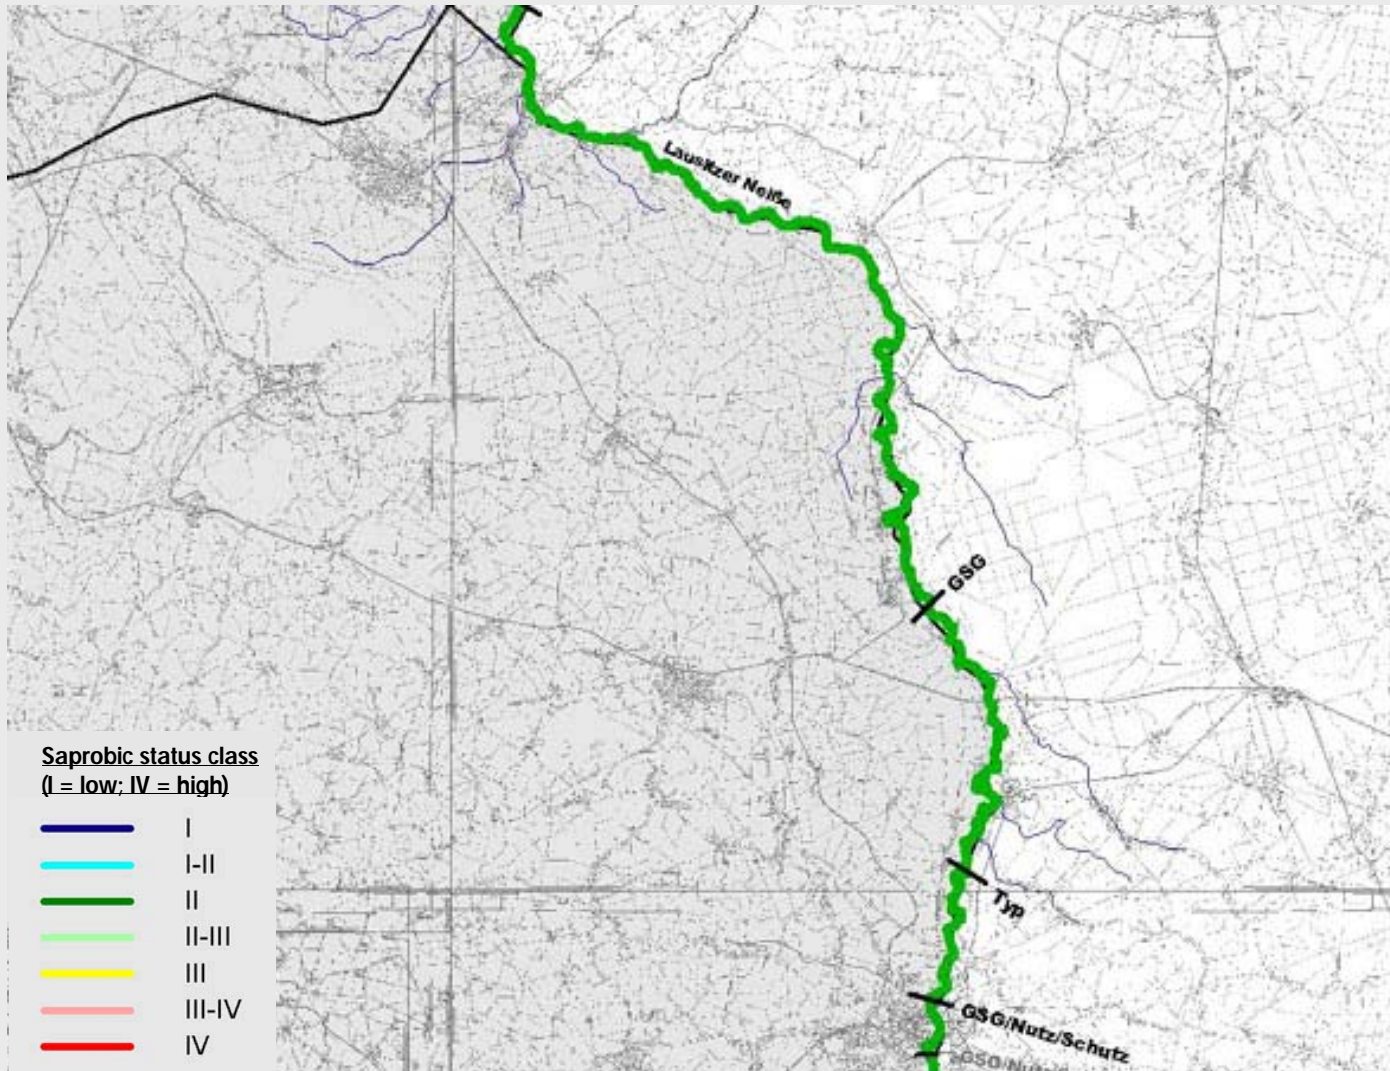 Lausitzer Neiße
GSG
Typ
GSG/Nutz/Schutz
Saprobic status class
(I = low; IV = high)
I
I-II
II
II-III
III
III-IV
IV